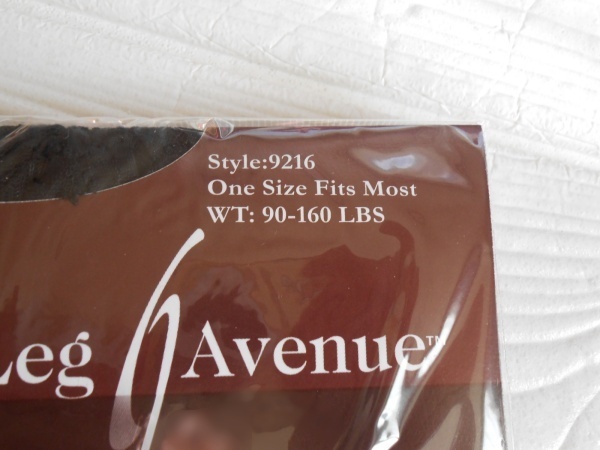 Style:9216
One Size Fits Most
WT: 90-160 LBS
Leg Avenue™